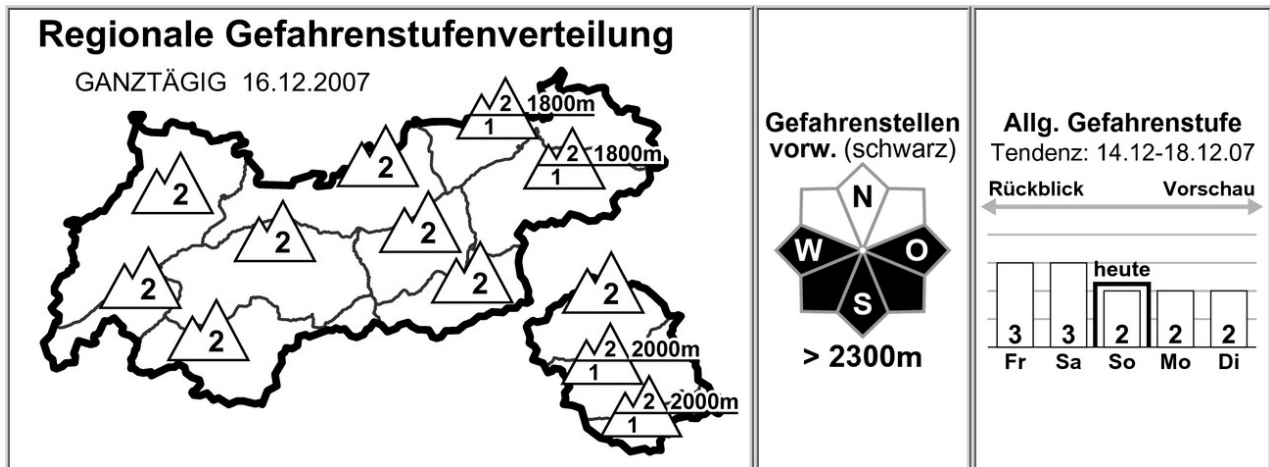 Regionale Gefahrenstufenverteilung
GANZTÄGIG 16.12.2007
2 1800m
1
2 1800m
1
2
2
2
2
2
2
2
2
2 2000m
1
2 2000m
1
Gefahrenstellen
vorw. (schwarz)
N
W O
S
> 2300m
Allg. Gefahrenstufe
Tendenz: 14.12-18.12.07
Rückblick Vorschau
heute
3 3 2 2 2
Fr Sa So Mo Di